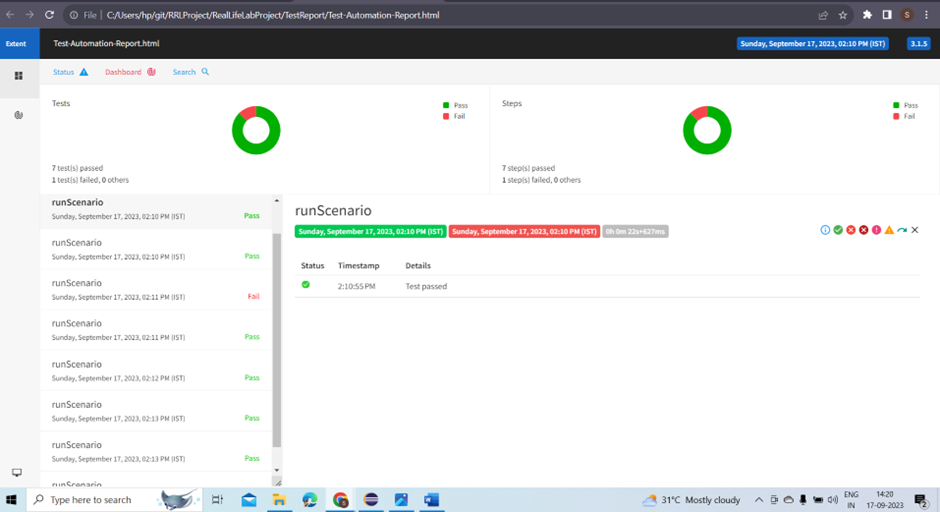 File C:/Users/hp/git/RRLProject/RealLifeLabProject/TestReport/Test-Automation-Report.html
S
Extent Test-Automation-Report.html Sunday, September 17, 2023, 02:10 PM (IST) 3.1.5
Status Dashboard Search
Tests
Pass
Fail
7 test(s) passed
1 test(s) failed, 0 others
Steps
Pass
Fail
7 step(s) passed
1 step(s) failed, 0 others
runScenario
Sunday, September 17, 2023, 02:10 PM (IST) Pass
runScenario
Sunday, September 17, 2023, 02:10 PM (IST) Pass
runScenario
Sunday, September 17, 2023, 02:11 PM (IST) Fail
runScenario
Sunday, September 17, 2023, 02:11 PM (IST) Pass
runScenario
Sunday, September 17, 2023, 02:12 PM (IST) Pass
runScenario
Sunday, September 17, 2023, 02:13 PM (IST) Pass
runScenario
Sunday, September 17, 2023, 02:13 PM (IST) Pass
runScenario
runScenario
Sunday, September 17, 2023, 02:10 PM (IST) Sunday, September 17, 2023, 02:10 PM (IST) 0h 0m 22s+627ms
Status Timestamp Details
2:10:55 PM Test passed
Type here to search
31°C Mostly cloudy
ENG
IN
14:20
17-09-2023
2